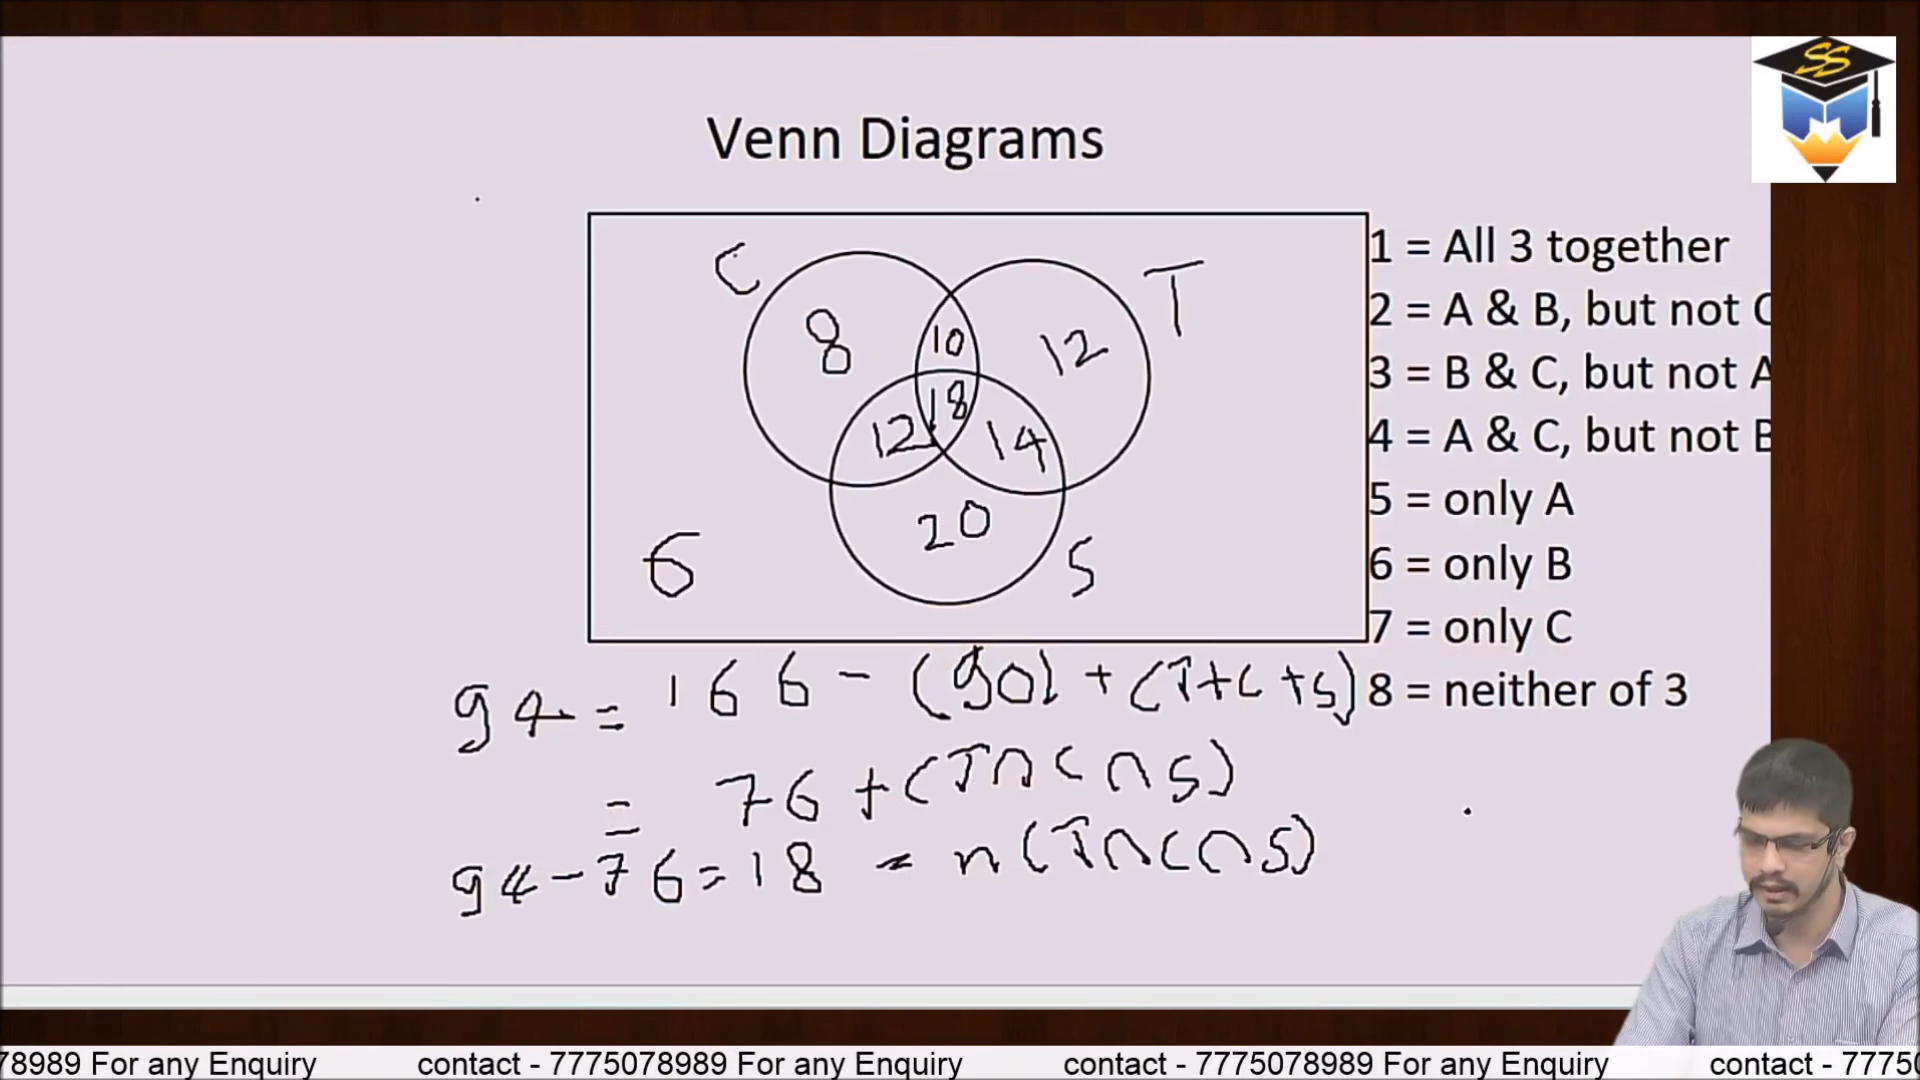 SS
Venn Diagrams
C
T
8
10
12
18
12
14
20
6
S
1 = All 3 together
2 = A & B, but not C
3 = B & C, but not A
4 = A & C, but not B
5 = only A
6 = only B
7 = only C
8 = neither of 3
94 = 166 - (90) + (T+C+S)
= 76 + (T∩C∩S)
94-76=18 = n(T∩C∩S)
78989 For any Enquiry contact - 7775078989 For any Enquiry contact - 7775078989 For any Enquiry contact - 7775